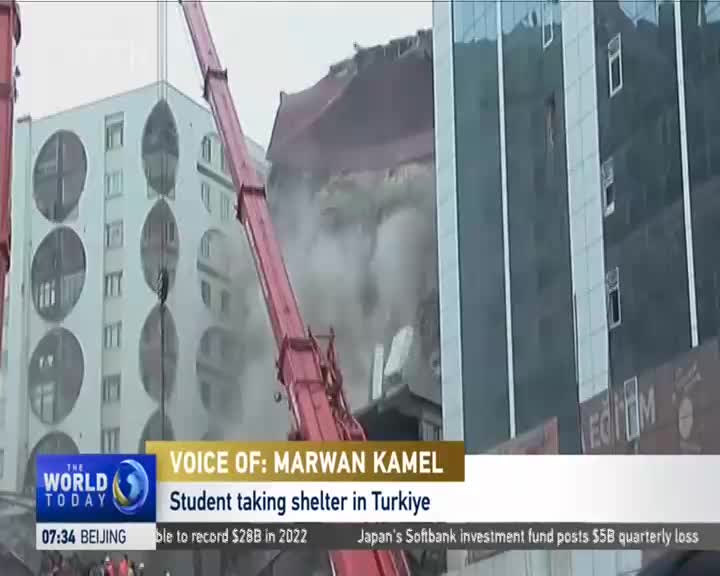 EGITIM
VOICE OF: MARWAN KAMEL
THE
WORLD
TODAY
Student taking shelter in Turkiye
07:34 BEIJING
ble to record $28B in 2022 Japan's Softbank investment fund posts $5B quarterly loss